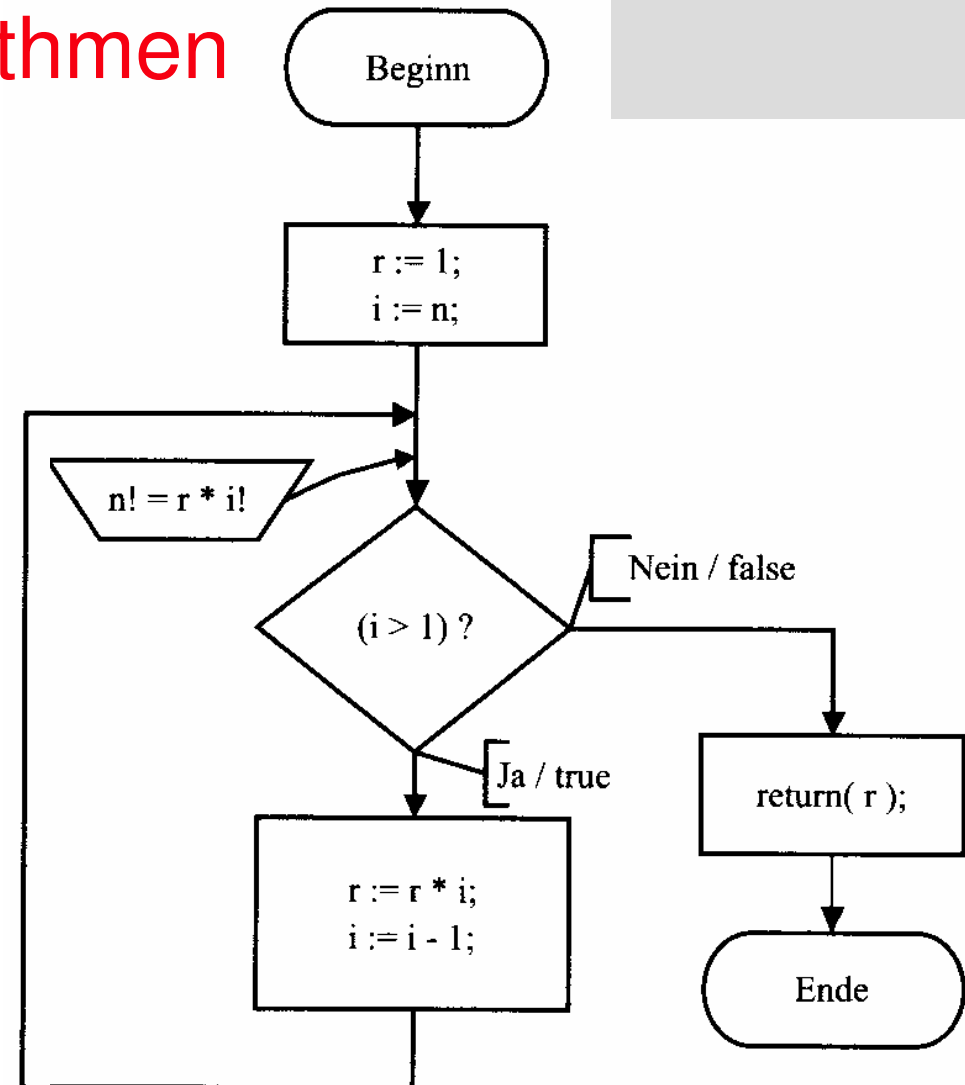 thmen
Beginn
r := 1;
i := n;
n! = r * i!
(i > 1) ?
Nein / false
Ja / true
return( r );
r := r * i;
i := i - 1;
Ende